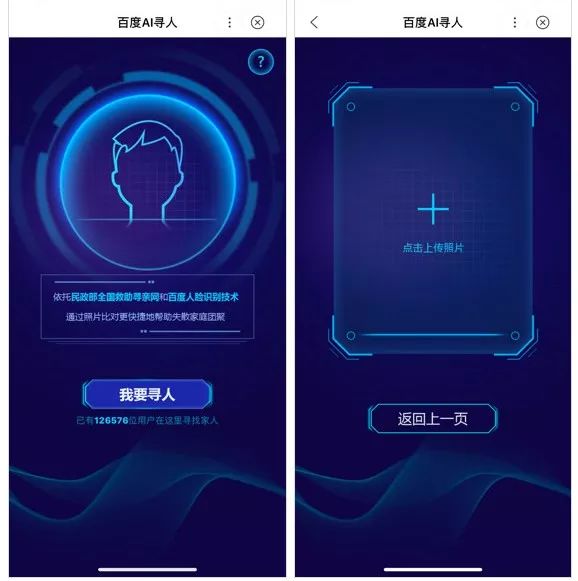 百度AI寻人
?
依托民政部全国救助寻亲网和百度人脸识别技术
通过照片比对更快捷地帮助失散家庭团聚
我要寻人
已有126576位用户在这里寻找家人
百度AI寻人
点击上传照片
返回上一页